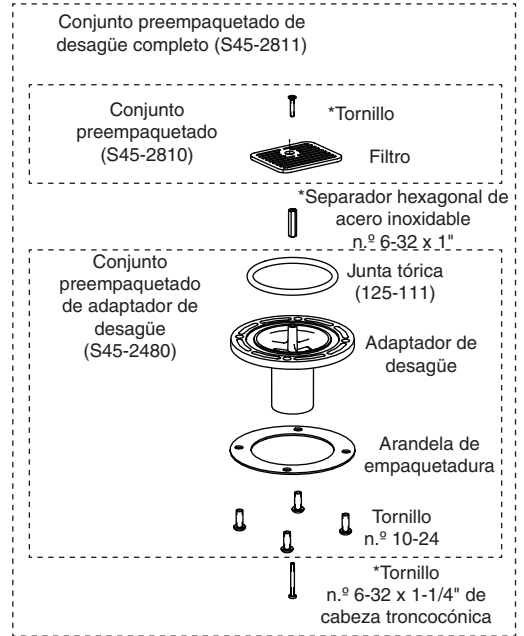 Conjunto preempaquetado de
desagüe completo (S45-2811)
Conjunto
preempaquetado
(S45-2810)
*Tornillo
Filtro
*Separador hexagonal de
acero inoxidable
n.º 6-32 x 1"
Conjunto
preempaquetado
de adaptador de
desagüe
(S45-2480)
Junta tórica
(125-111)
Adaptador de
desagüe
Arandela de
empaquetadura
Tornillo
n.º 10-24
*Tornillo
n.º 6-32 x 1-1/4" de
cabeza troncocónica